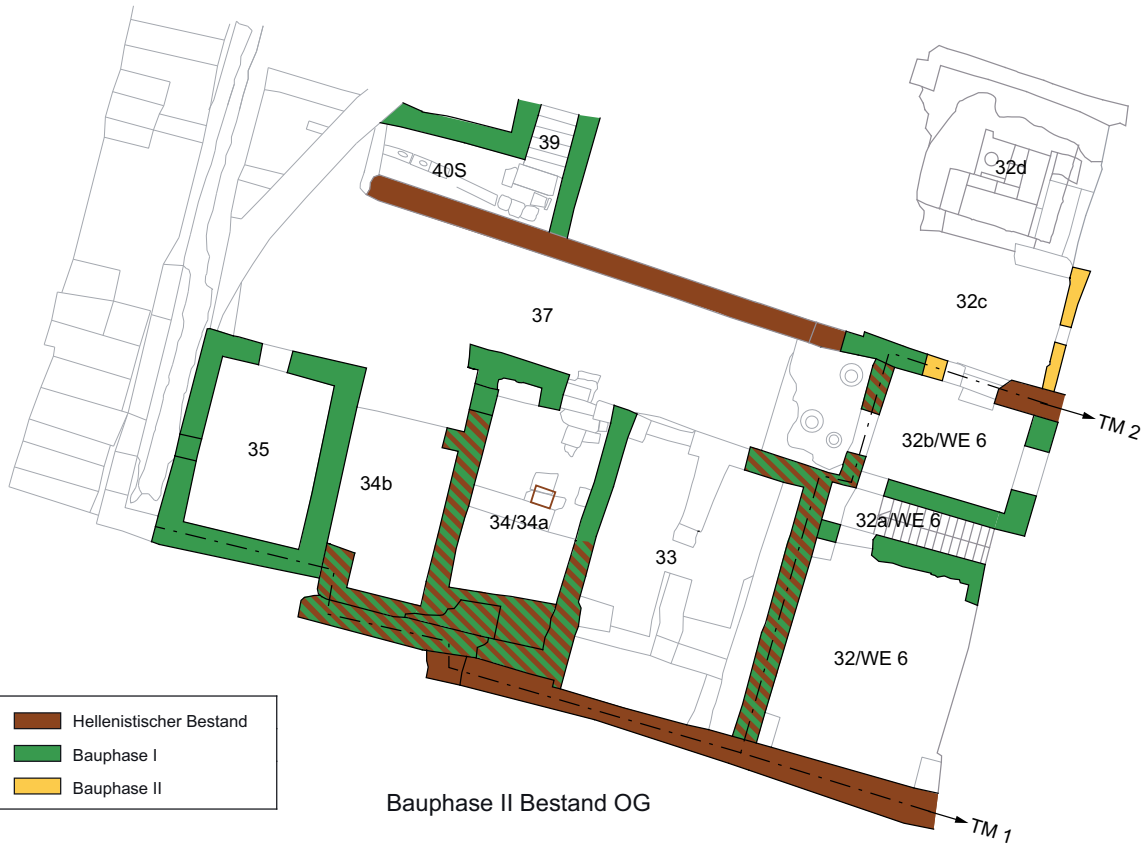 39
40S
32d
32c
37
TM 2
32b/WE 6
35
34b
34/34a
32a/WE 6
33
32/WE 6
Hellenistischer Bestand
Bauphase I
Bauphase II
Bauphase II Bestand OG
TM 1